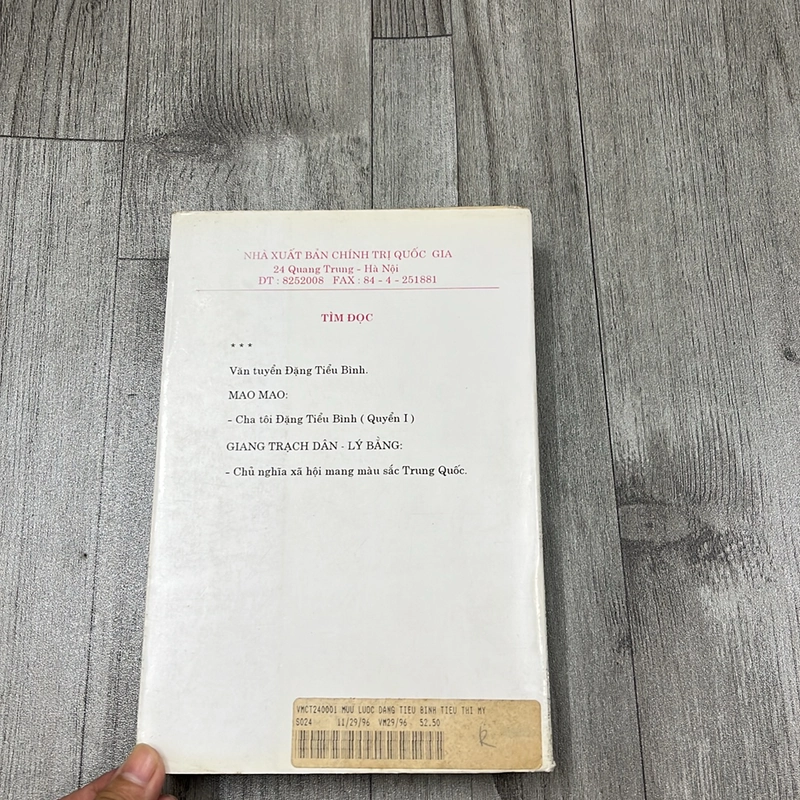 NHÀ XUẤT BẢN CHÍNH TRỊ QUỐC GIA
24 Quang Trung - Hà Nội
DT : 8252008 FAX : 84 - 4 - 251881
TÌM ĐỌC
***
Văn tuyển Đặng Tiểu Bình.
MAO MAO:
- Cha tôi Đặng Tiểu Bình ( Quyển I )
GIANG TRẠCH DÂN - LÝ BẰNG:
- Chủ nghĩa xã hội mang màu sắc Trung Quốc.
VMCT240001 MUU LUOC DANG TIEU BINH TIEU THI MY
S024 11/29/96 VM29/96 52.50
R